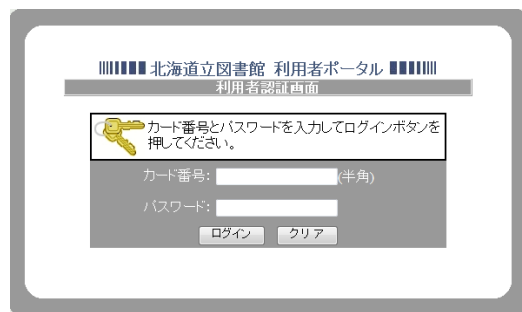 北海道立図書館 利用者ポータル
利用者認証画面
カード番号とパスワードを入力してログインボタンを
押してください。
カード番号: (半角)
パスワード:
ログイン クリア